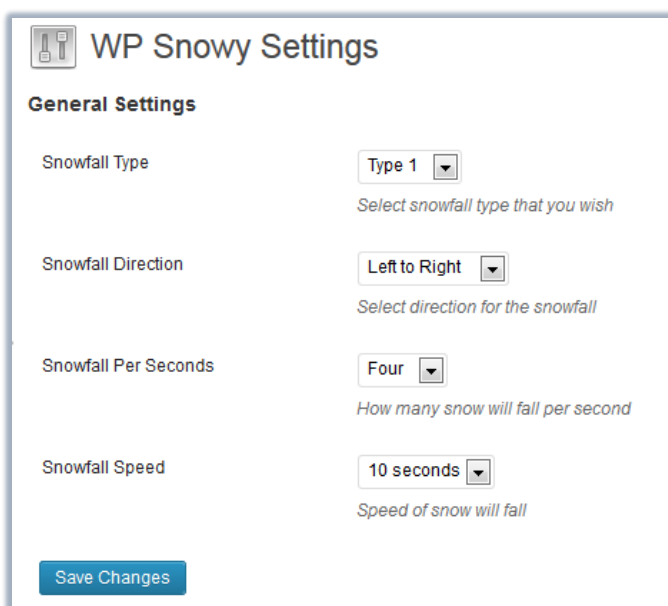 WP Snowy Settings
General Settings
Snowfall Type
Type 1
Select snowfall type that you wish
Snowfall Direction
Left to Right
Select direction for the snowfall
Snowfall Per Seconds
Four
How many snow will fall per second
Snowfall Speed
10 seconds
Speed of snow will fall
Save Changes